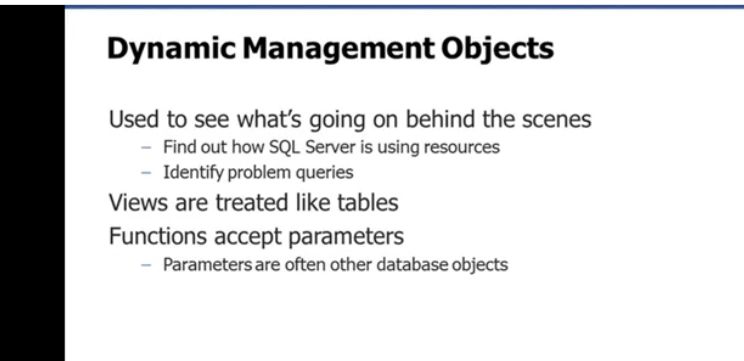 Dynamic Management Objects
Used to see what's going on behind the scenes
– Find out how SQL Server is using resources
– Identify problem queries
Views are treated like tables
Functions accept parameters
– Parameters are often other database objects